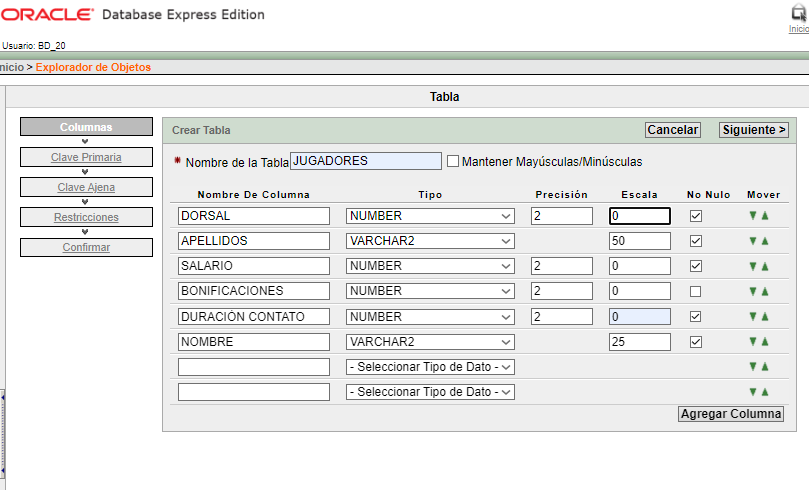 ORACLE Database Express Edition
Inicio
Usuario: BD_20
nicio > Explorador de Objetos
Tabla
Columnas
Clave Primaria
Clave Ajena
Restricciones
Confirmar
Crear Tabla Cancelar Siguiente >
* Nombre de la Tabla JUGADORES Mantener Mayúsculas/Minúsculas
Nombre De Columna Tipo Precisión Escala No Nulo Mover
DORSAL NUMBER 2 0
APELLIDOS VARCHAR2 50
SALARIO NUMBER 2 0
BONIFICACIONES NUMBER 2 0
DURACIÓN CONTATO NUMBER 2 0
NOMBRE VARCHAR2 25
- Seleccionar Tipo de Dato -
- Seleccionar Tipo de Dato -
Agregar Columna